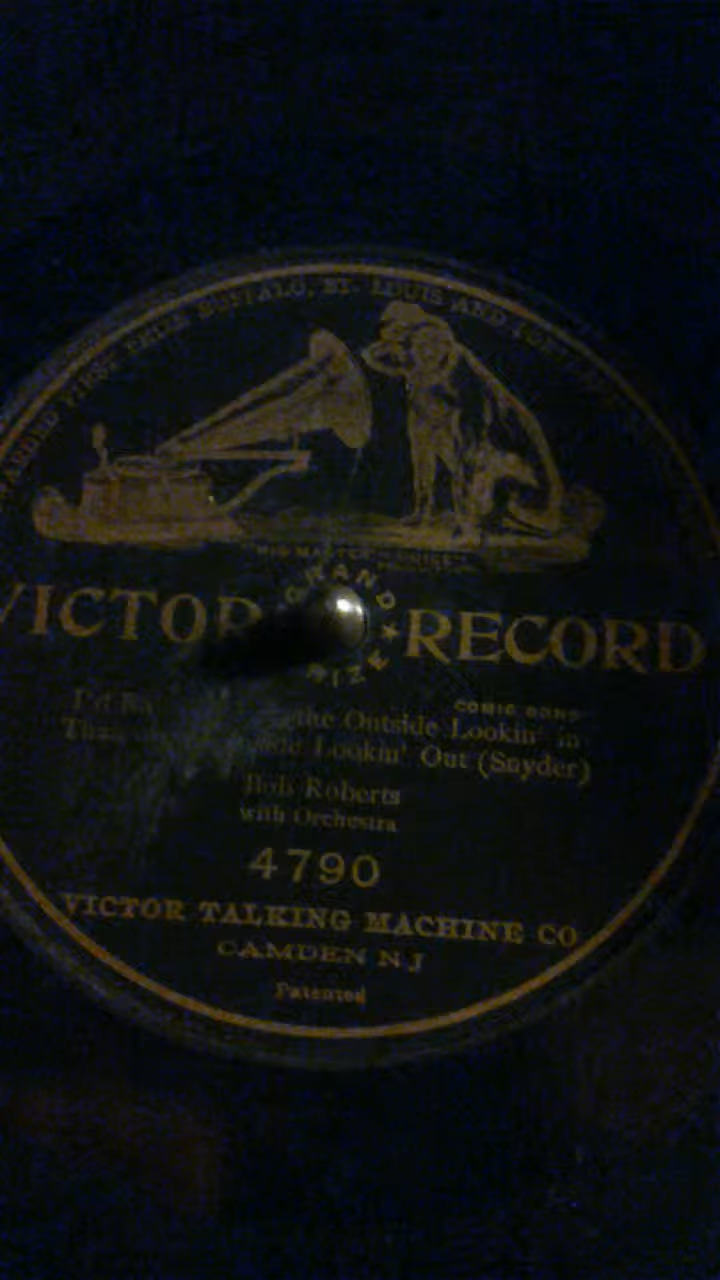 AWARDED FIRST PRIZE BUFFALO, ST. LOUIS AND
"HIS MASTER'S VOICE"
VICTOR RECORD
GRAND PRIZE
COMIC SONG
the Outside Lookin' in
Lookin' Out (Snyder)
Bob Roberts
with Orchestra
4790
VICTOR TALKING MACHINE CO
CAMDEN N J
Patented